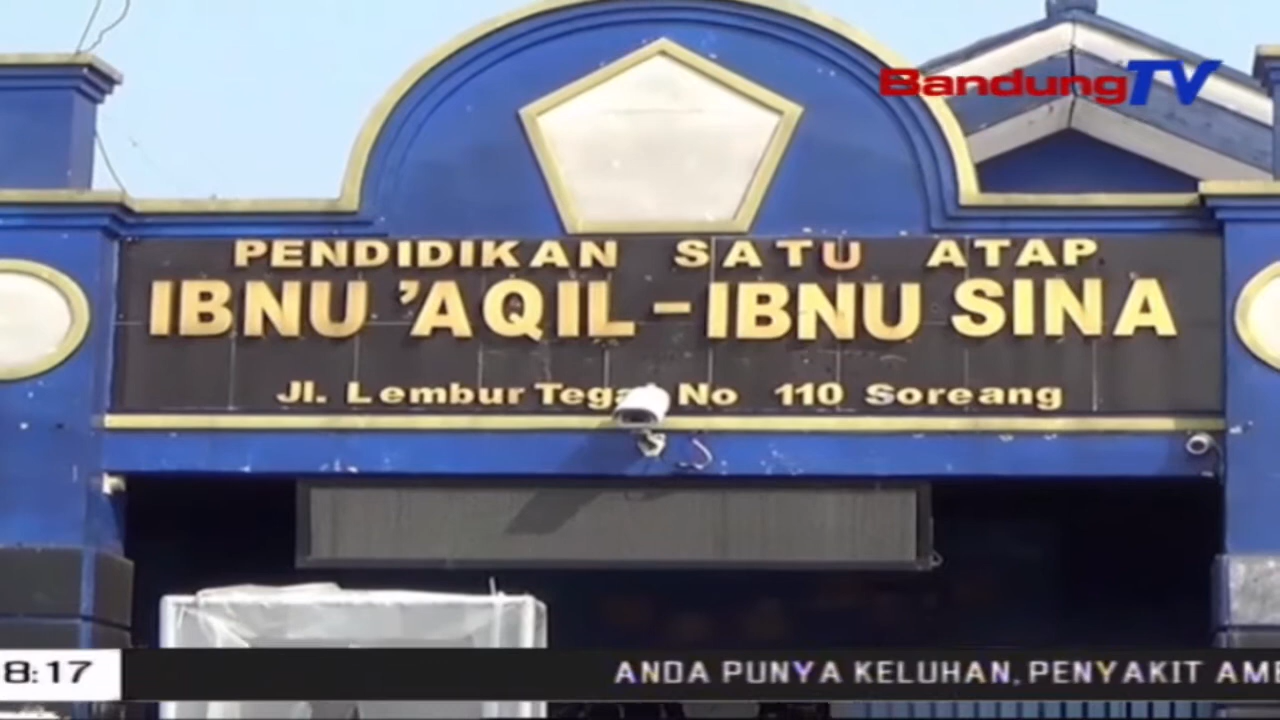 BandungTV
PENDIDIKAN SATU ATAP
IBNU 'AQIL - IBNU SINA
Jl. Lembur Tegal No 110 Soreang
8:17
ANDA PUNYA KELUHAN, PENYAKIT